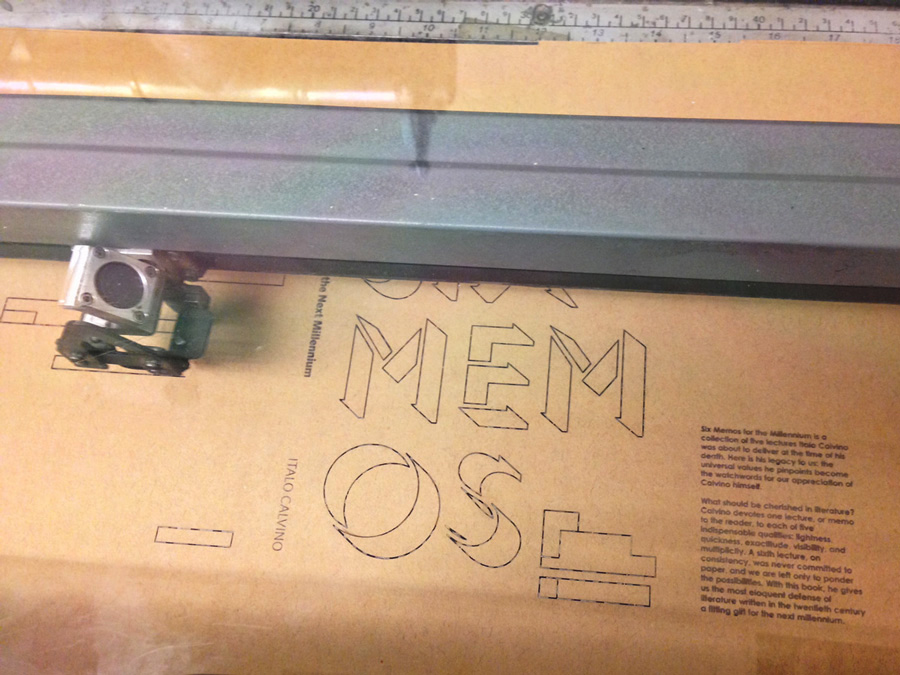 the Next Millennium
MEM
OS
ITALO CALVINO
Six Memos for the Millennium is a
collection of five lectures Italo Calvino
was about to deliver at the time of his
death. Here is his legacy to us: the
universal values he pinpoints become
the watchwords for our appreciation of
Calvino himself.
What should be cherished in literature?
Calvino devotes one lecture, or memo
to the reader, to each of five
indispensable qualities: lightness,
quickness, exactitude, visibility, and
multiplicity. A sixth lecture, on
consistency, was never committed to
paper, and we are left only to ponder
the possibilities. With this book, he gives
us the most eloquent defense of
literature written in the twentieth century
a fitting gift for the next millennium.